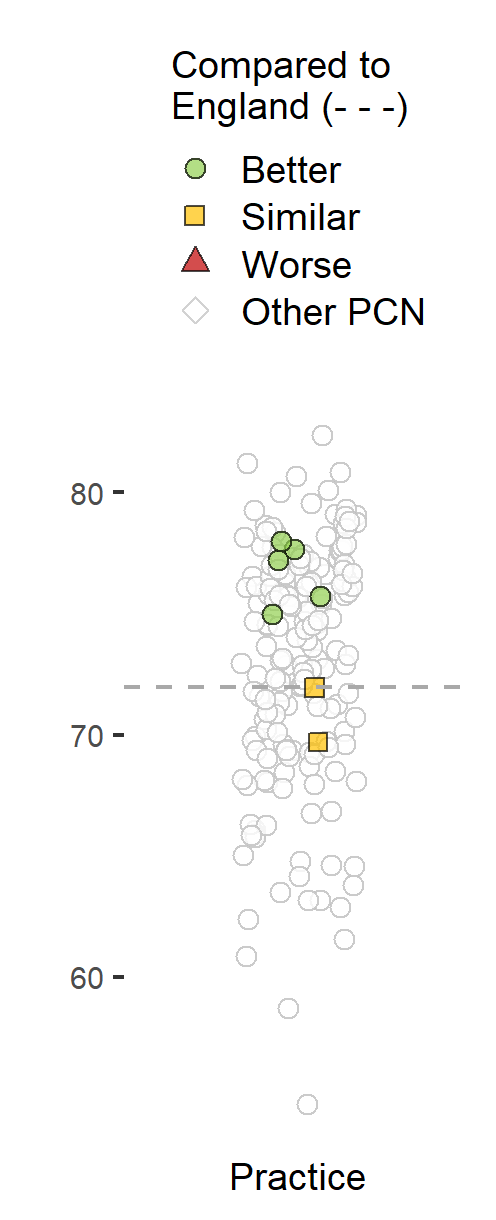 Compared to
England (- - -)
Better
Similar
Worse
Other PCN
80
70
60
Practice